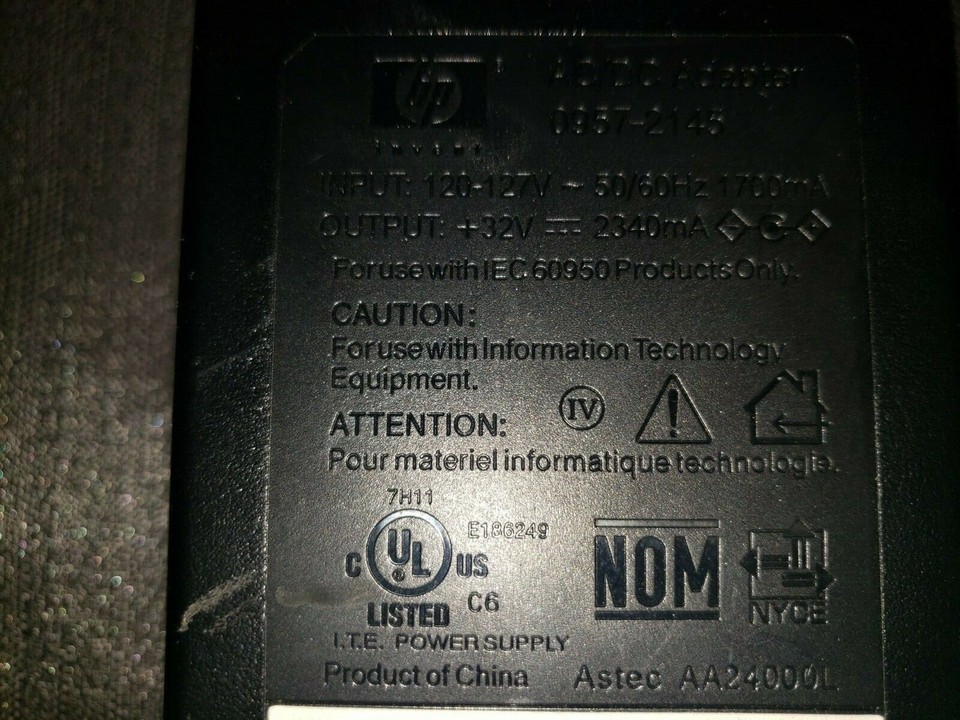 hp
invent
AC/DC Adapter
0957-2145
INPUT: 120-127V ~ 50/60Hz 1700mA
OUTPUT: +32V ⎓ 2340mA
For use with IEC 60950 Products Only.
CAUTION:
For use with Information Technology
Equipment.
IV
ATTENTION:
Pour materiel informatique technologie.
7H11
E186249
C UL US
® 
LISTED C6
NOM
NYCE
I.T.E. POWER SUPPLY
Product of China Astec AA24000L